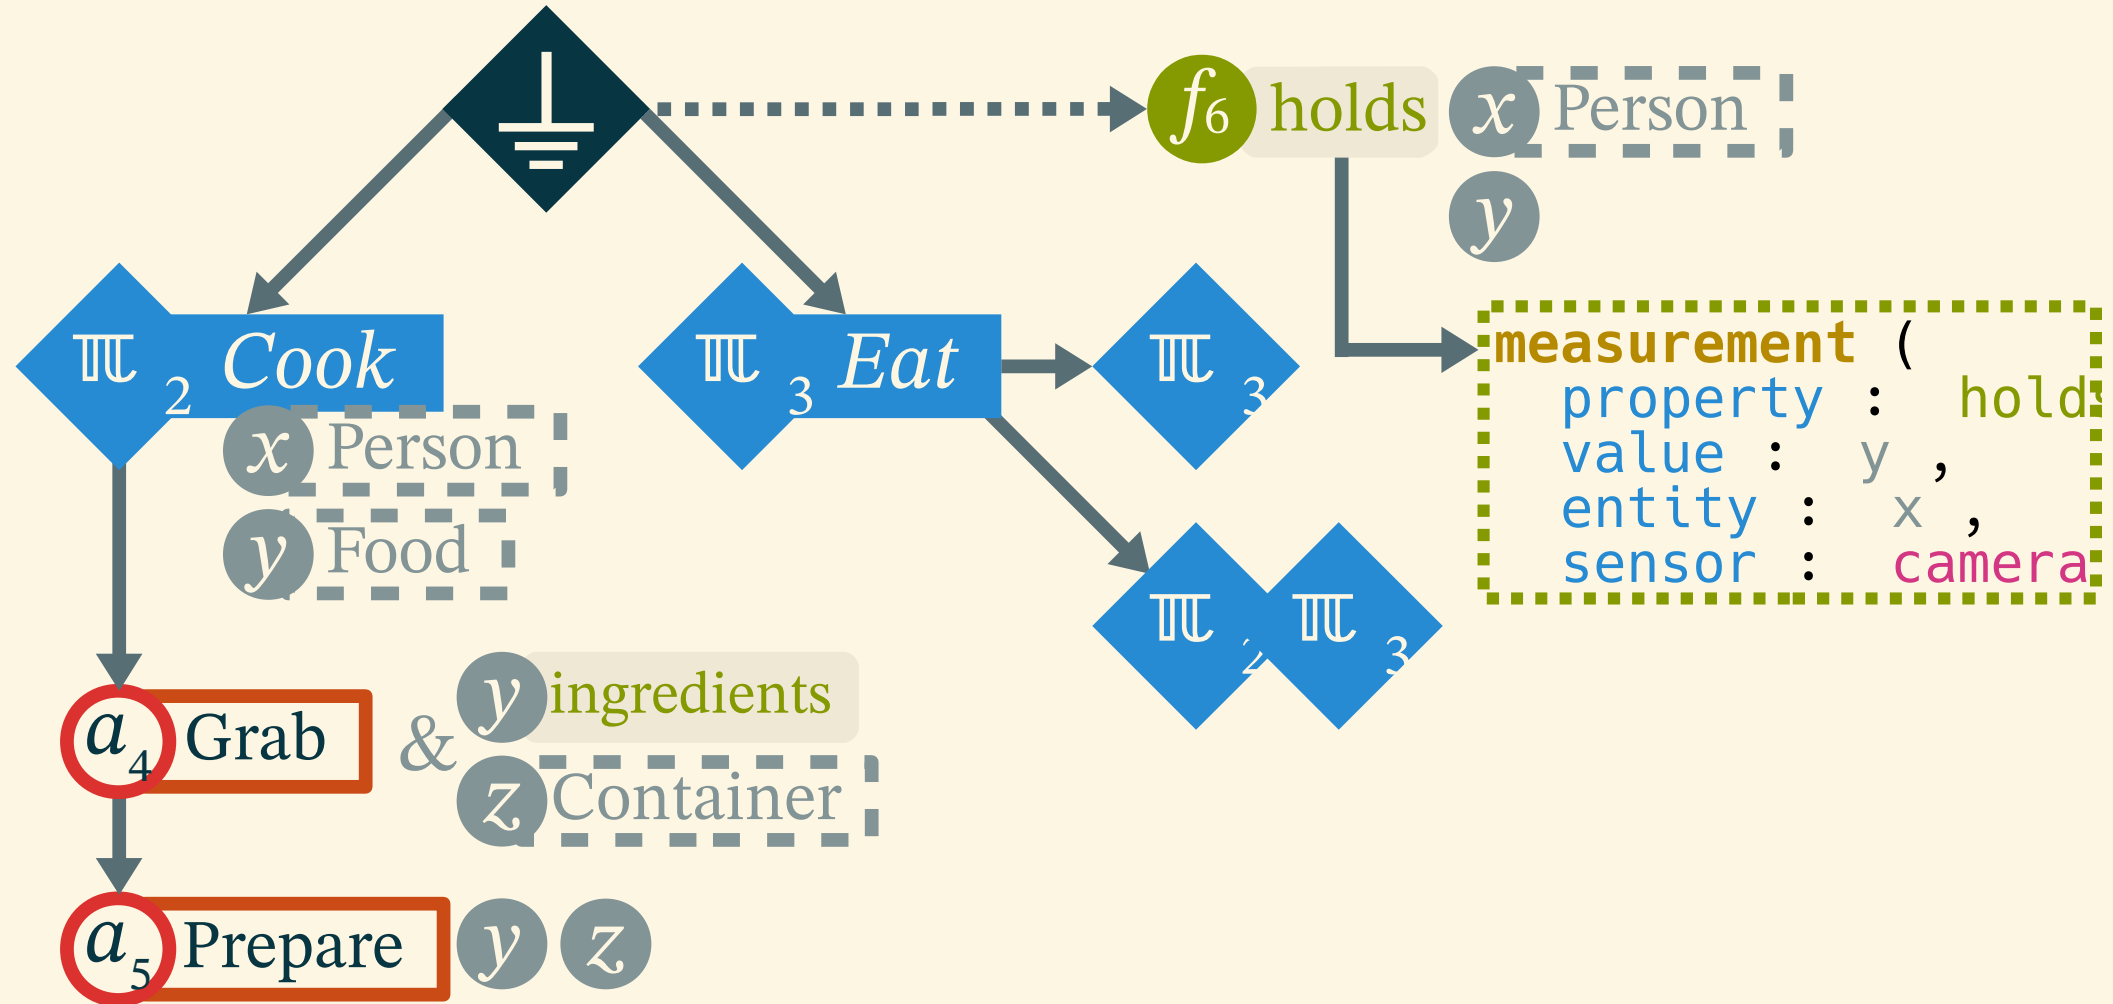 f6 holds x Person
y
ℼ 2 Cook
x Person
y Food
ℼ 3 Eat
ℼ 3
ℼ 2 ℼ 3
measurement (
property : hold
value : y ,
entity : x ,
sensor : camera
a4 Grab & y ingredients
z Container
a5 Prepare y z